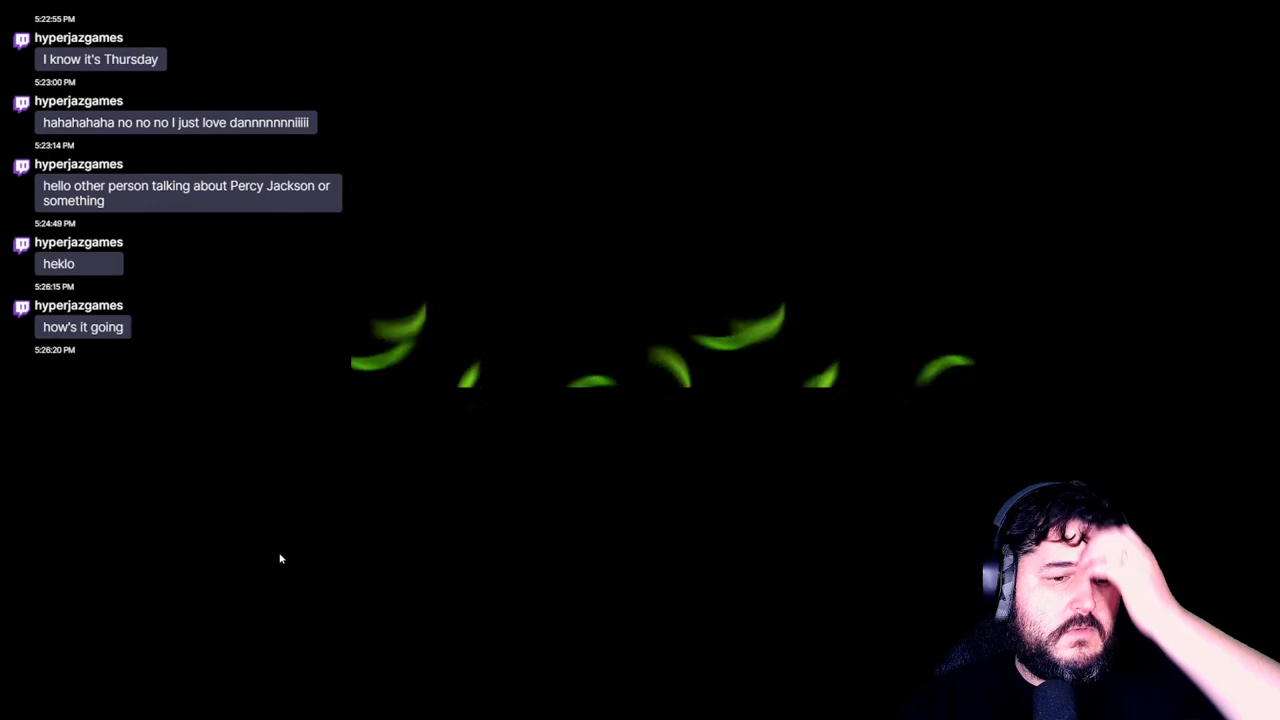 5:22:55 PM
hyperjazgames
I know it's Thursday
5:23:00 PM
hyperjazgames
hahahahaha no no no I just love dannnnnnniiiii
5:23:14 PM
hyperjazgames
hello other person talking about Percy Jackson or
something
5:24:49 PM
hyperjazgames
heklo
5:26:15 PM
hyperjazgames
how's it going
5:26:20 PM